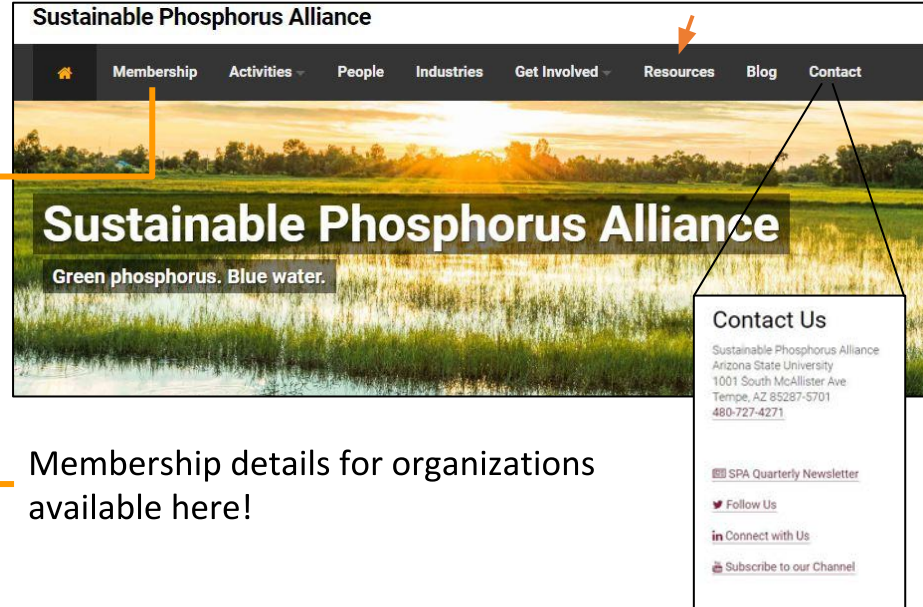 Sustainable Phosphorus Alliance
Membership Activities People Industries Get Involved Resources Blog Contact
Sustainable Phosphorus Alliance
Green phosphorus. Blue water.
Contact Us
Sustainable Phosphorus Alliance
Arizona State University
1001 South McAllister Ave
Tempe, AZ 85287-5701
480-727-4271
SPA Quarterly Newsletter
Follow Us
in Connect with Us
Subscribe to our Channel
Membership details for organizations
available here!